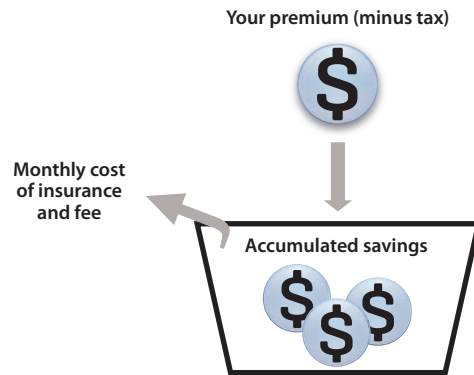 Your premium (minus tax)
$
Monthly cost
of insurance
and fee
Accumulated savings
$ $ $